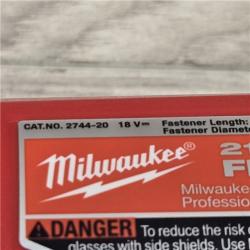 CAT.NO. 2744-20 18 V⎓ Fastener Length:
Fastener Diamet
Milwaukee®
21
Milwauke
Professio
DANGER To reduce the risk
glasses with side shields. Use